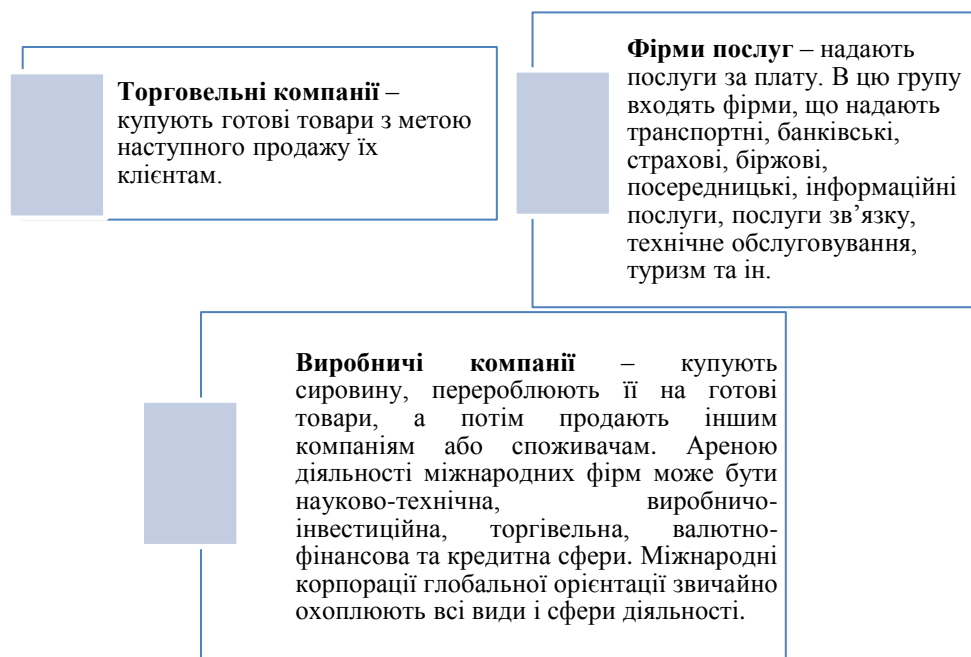 Торговельні компанії –
купують готові товари з метою
наступного продажу їх
клієнтам.
Фірми послуг – надають
послуги за плату. В цю групу
входять фірми, що надають
транспортні, банківські,
страхові, біржові,
посередницькі, інформаційні
послуги, послуги зв’язку,
технічне обслуговування,
туризм та ін.
Виробничі компанії – купують
сировину, перероблюють її на готові
товари, а потім продають іншим
компаніям або споживачам. Ареною
діяльності міжнародних фірм може бути
науково-технічна, виробничо-
інвестиційна, торгівельна, валютно-
фінансова та кредитна сфери. Міжнародні
корпорації глобальної орієнтації звичайно
охоплюють всі види і сфери діяльності.